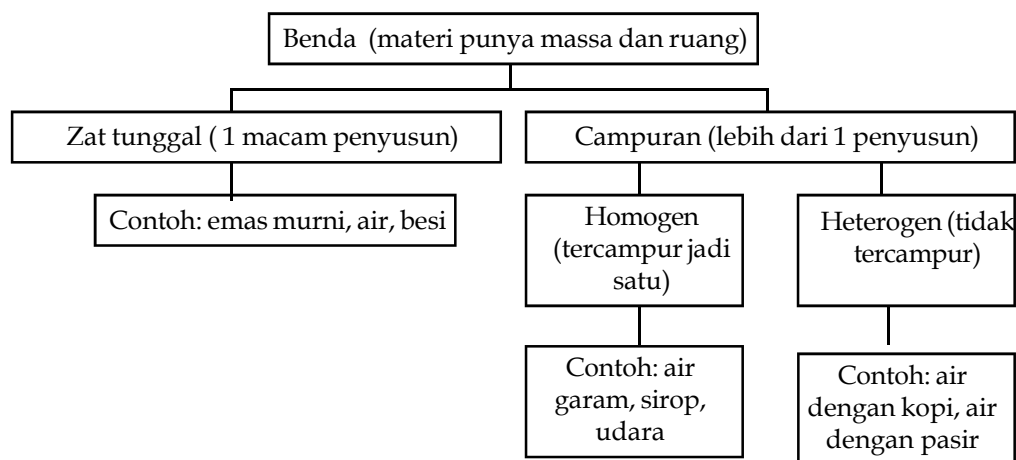 Benda (materi punya massa dan ruang)
Zat tunggal ( 1 macam penyusun)
Campuran (lebih dari 1 penyusun)
Contoh: emas murni, air, besi
Homogen
(tercampur jadi
satu)
Heterogen (tidak
tercampur)
Contoh: air
garam, sirop,
udara
Contoh: air
dengan kopi, air
dengan pasir